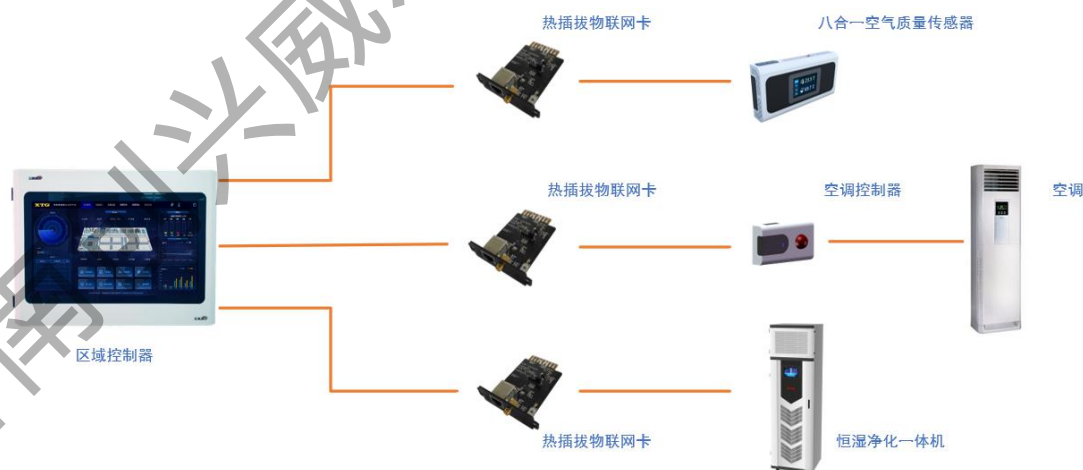 热插拔物联网卡
八合一空气质量传感器
热插拔物联网卡
空调控制器
空调
XTG
区域控制器
热插拔物联网卡
恒湿净化一体机